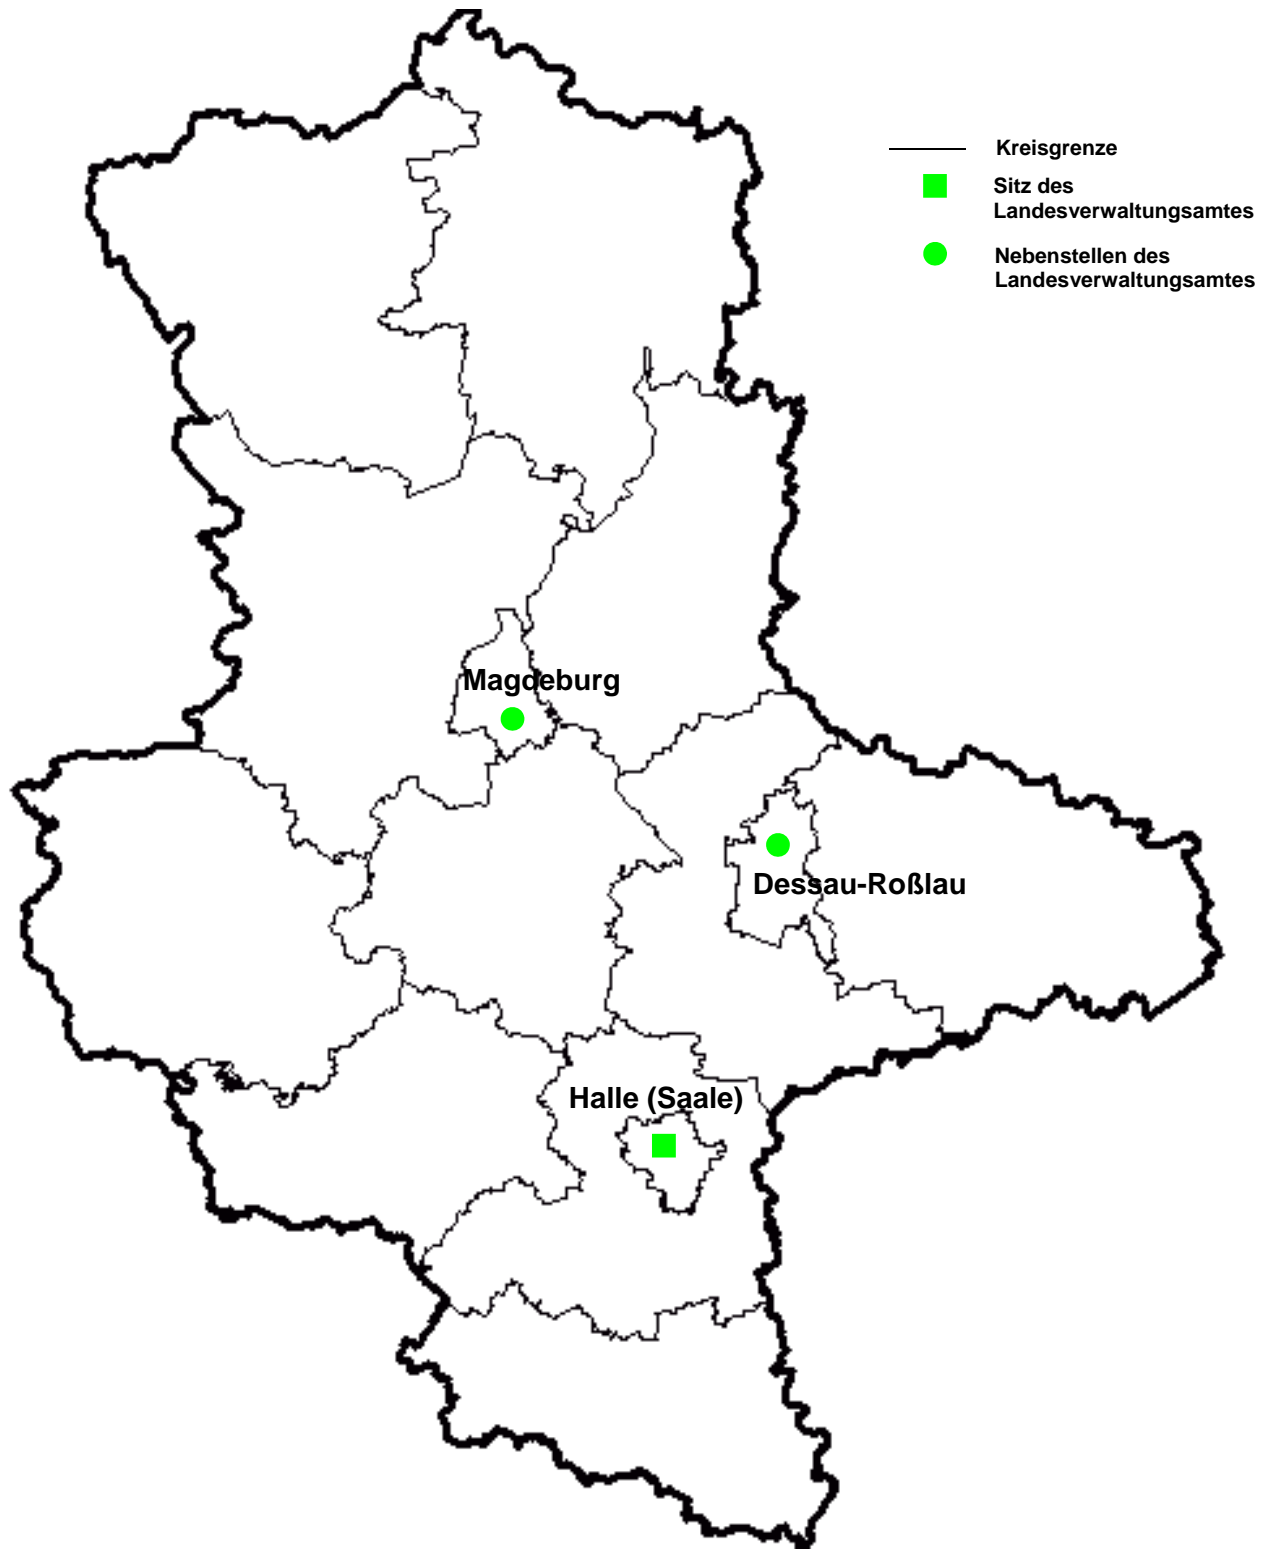 Kreisgrenze
Sitz des
Landesverwaltungsamtes
Nebenstellen des
Landesverwaltungsamtes
Magdeburg
Dessau-Roßlau
Halle (Saale)